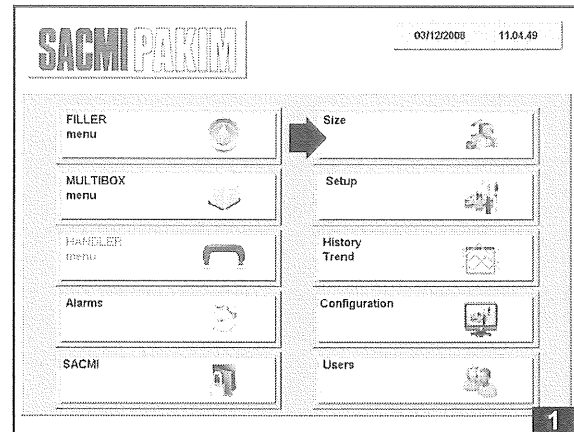 SACMI PAKIM
03/12/2008 11.04.49
FILLER
menu
Size
MULTIBOX
menu
Setup
HANDLER
menu
History
Trend
Alarms
Configuration
SACMI
Users
1